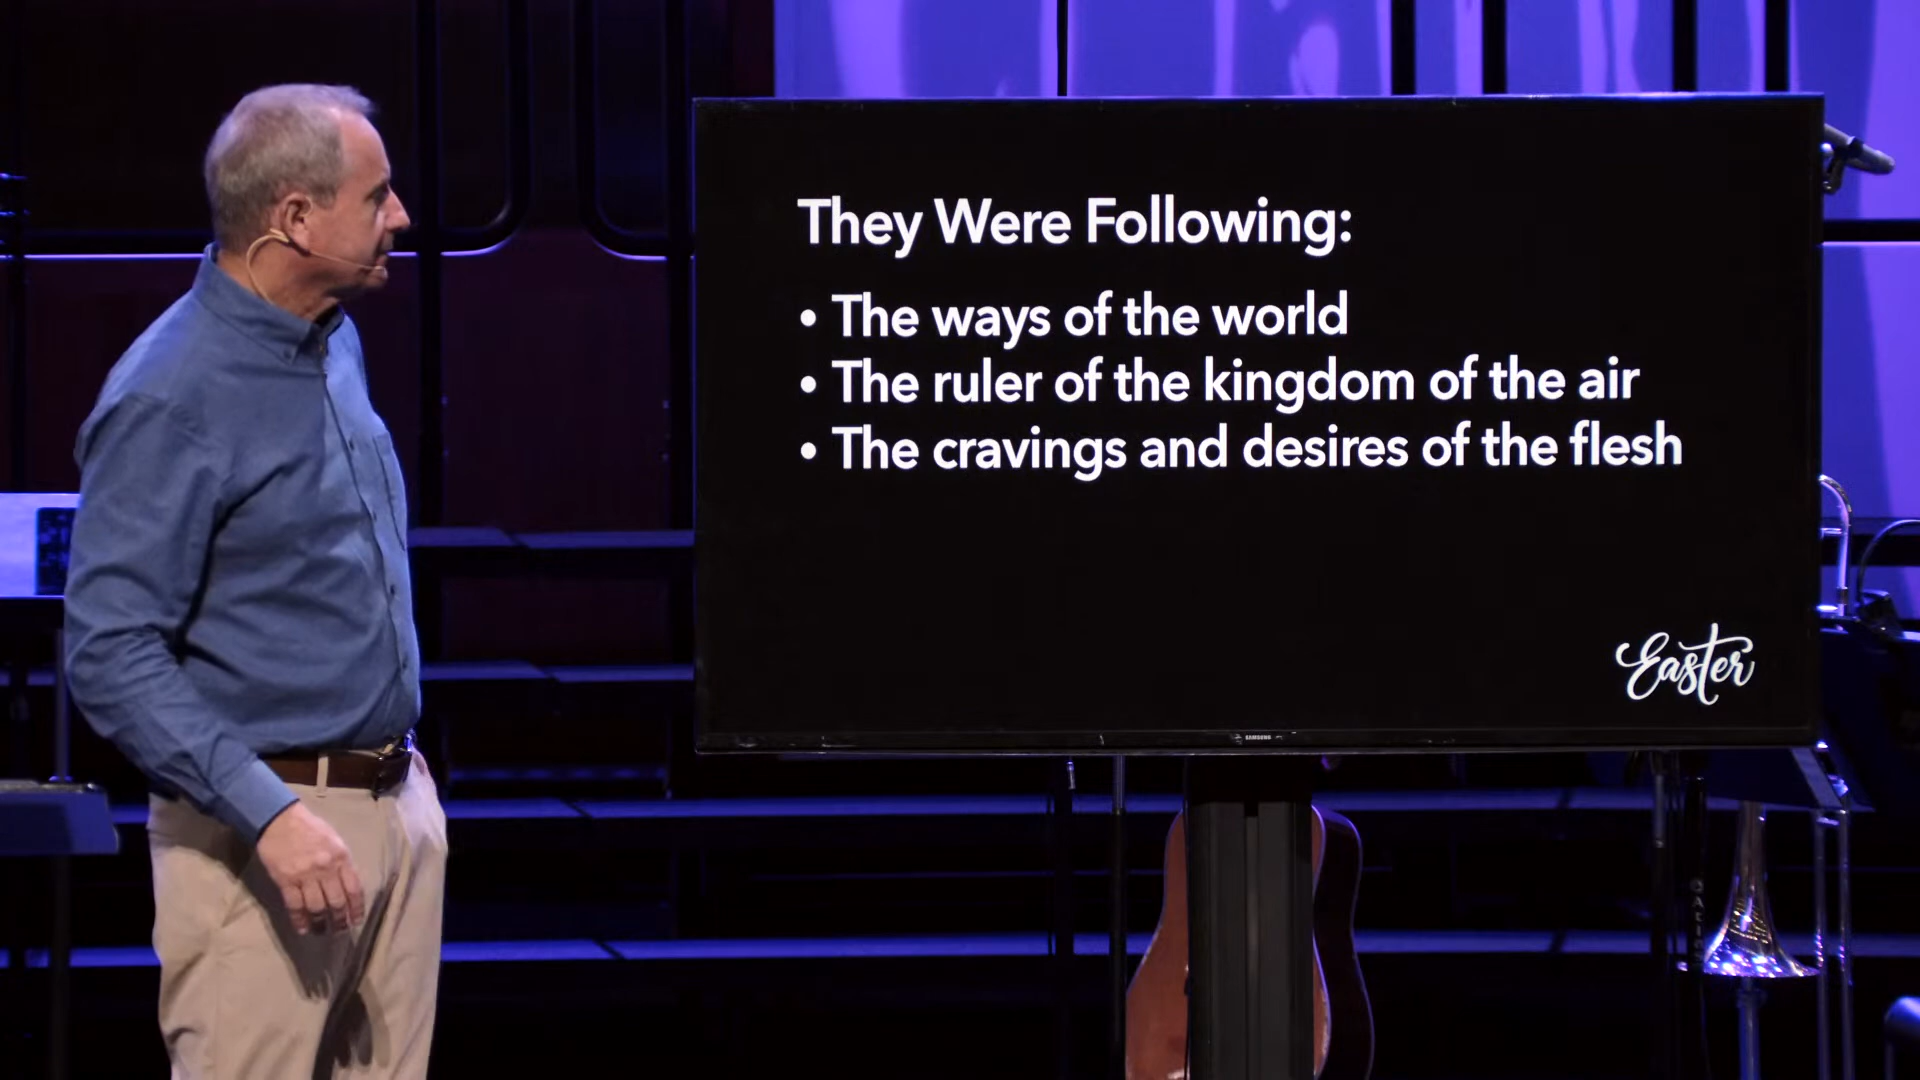 They Were Following:
• The ways of the world
• The ruler of the kingdom of the air
• The cravings and desires of the flesh
Easter
SAMSUNG